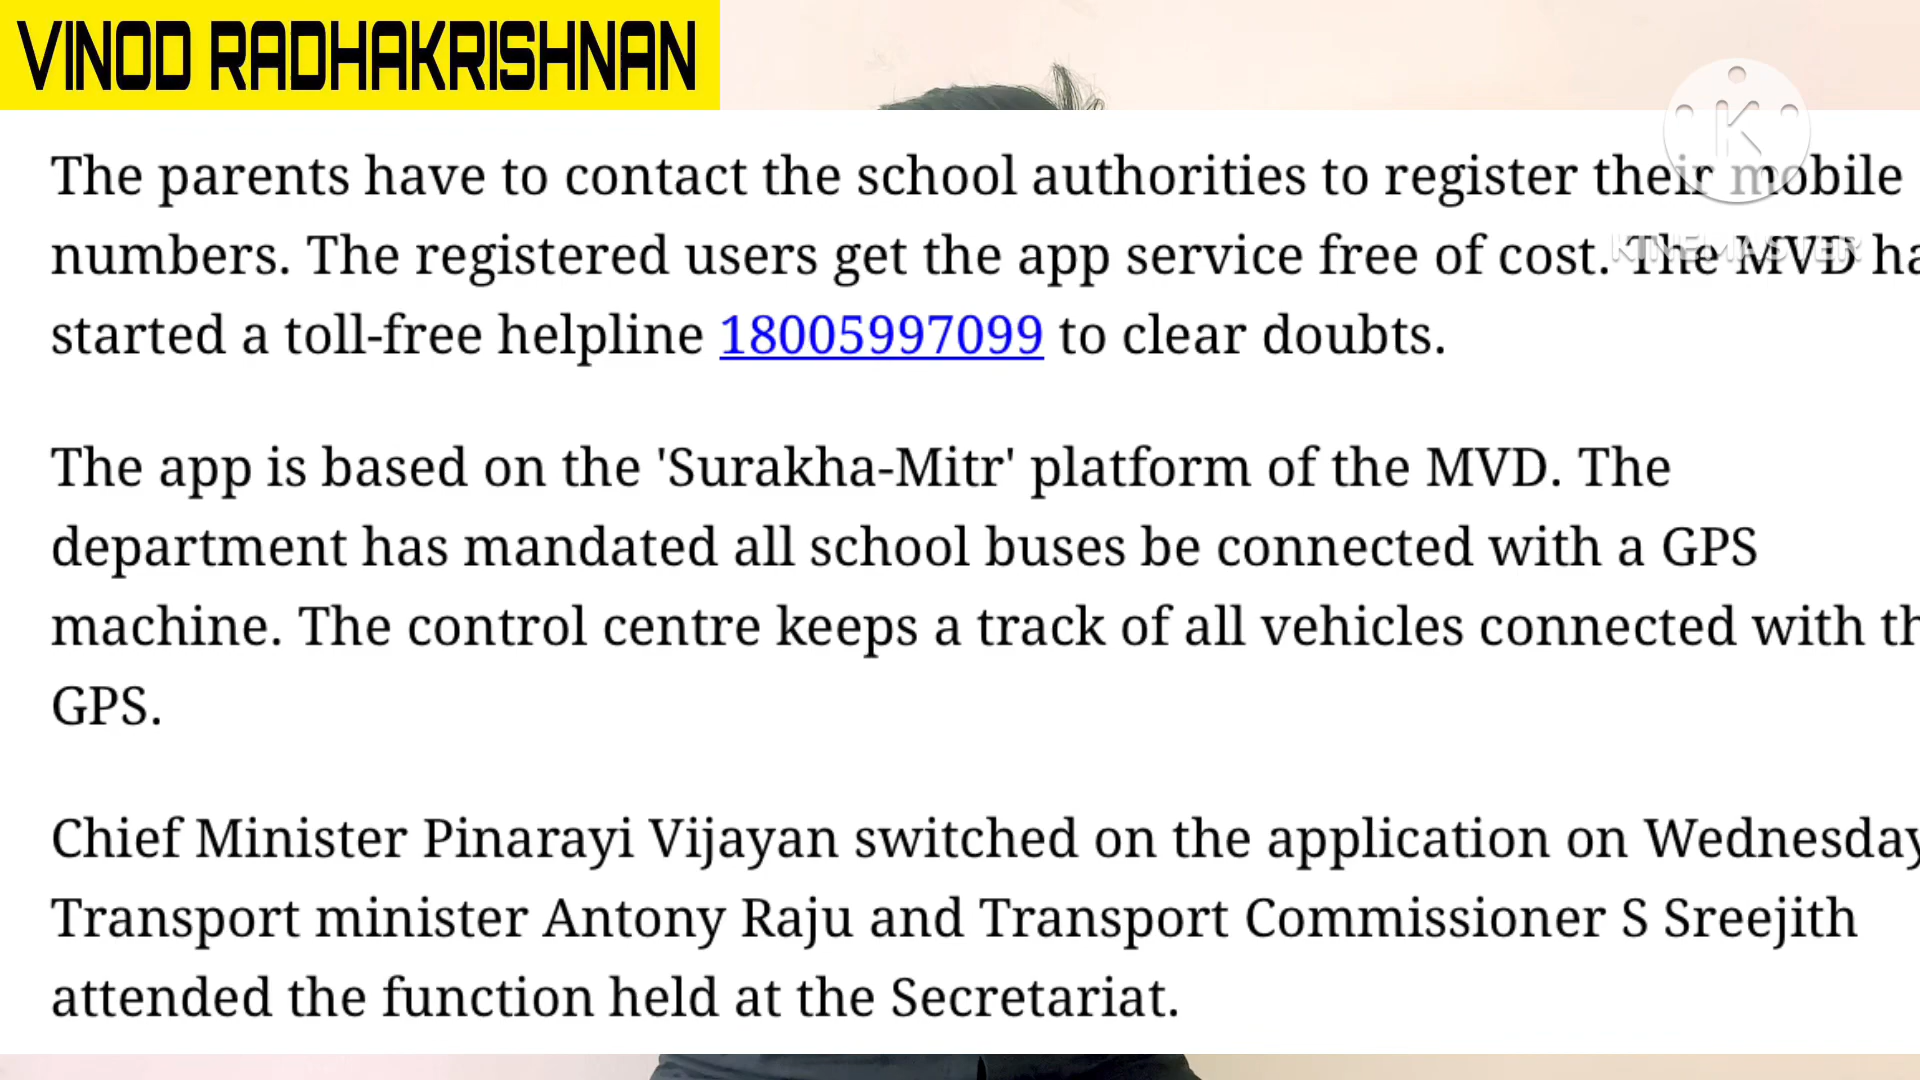 VINOD RADHAKRISHNAN
The parents have to contact the school authorities to register their mobile
numbers. The registered users get the app service free of cost. The MVD ha
started a toll-free helpline 18005997099 to clear doubts.
The app is based on the 'Surakha-Mitr' platform of the MVD. The
department has mandated all school buses be connected with a GPS
machine. The control centre keeps a track of all vehicles connected with th
GPS.
Chief Minister Pinarayi Vijayan switched on the application on Wednesday
Transport minister Antony Raju and Transport Commissioner S Sreejith
attended the function held at the Secretariat.
K
KINEMASTER